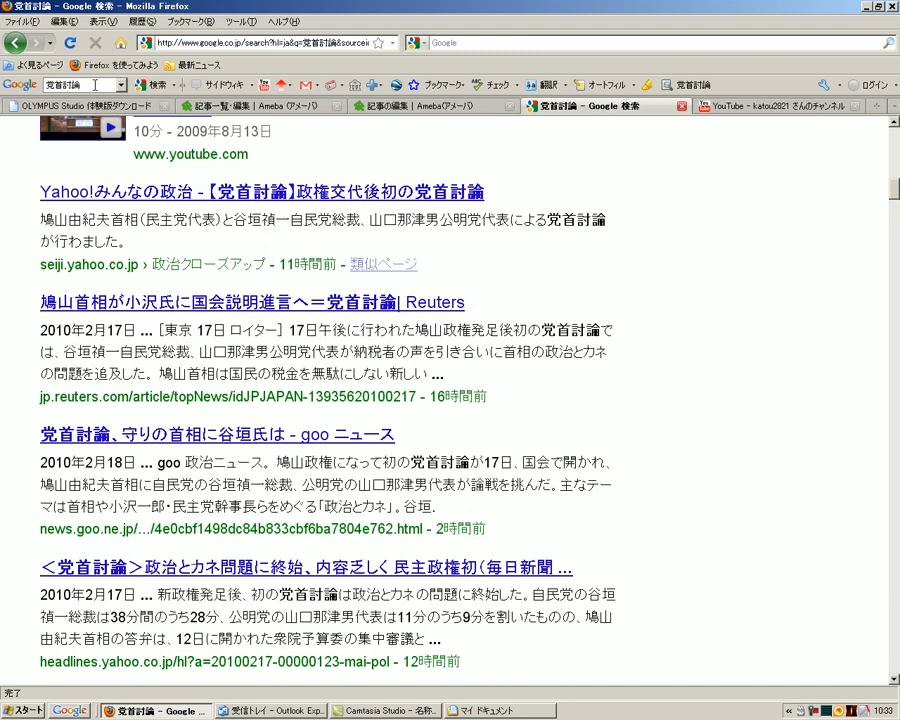 党首討論 - Google 検索 - Mozilla Firefox
ファイル(F) 編集(E) 表示(V) 履歴(S) ブックマーク(B) ツール(T) ヘルプ(H)
http://www.google.co.jp/search?hl=ja&q=党首討論&sourceid
Google
よく見るページ Firefox を使ってみよう 最新ニュース
Google 党首討論 検索 サイドウィキ ブックマーク チェック 翻訳 オートフィル 党首討論 ログイン
OLYMPUS Studio 体験版ダウンロード 記事一覧・編集 | Ameba (アメーバ) 記事の編集 | Ameba(アメーバ) 党首討論 - Google 検索 YouTube - katou2821 さんのチャンネル
10分 - 2009年8月13日
www.youtube.com
Yahoo!みんなの政治 - 【党首討論】政権交代後初の党首討論
鳩山由紀夫首相(民主党代表)と谷垣禎一自民党総裁、山口那津男公明党代表による党首討論
が行われました。
seiji.yahoo.co.jp › 政治クローズアップ - 11時間前 - 類似ページ
鳩山首相が小沢氏に国会説明進言へ＝党首討論| Reuters
2010年2月17日 ... [東京 17日 ロイター] 17日午後に行われた鳩山政権発足後初の党首討論で
は、谷垣禎一自民党総裁、山口那津男公明党代表が納税者の声を引き合いに首相の政治とカネ
の問題を追及した。 鳩山首相は国民の税金を無駄にしない新しい ...
jp.reuters.com/article/topNews/idJPJAPAN-13935620100217 - 16時間前
党首討論、守りの首相に谷垣氏は - goo ニュース
2010年2月18日 ... goo 政治ニュース。 鳩山政権になって初の党首討論が17日、国会で開かれ、
鳩山由紀夫首相に自民党の谷垣禎一総裁、公明党の山口那津男代表が論戦を挑んだ。主なテー
マは首相や小沢一郎・民主党幹事長らをめぐる「政治とカネ」。谷垣.
news.goo.ne.jp/.../4e0cbf1498dc84b833cbf6ba7804e762.html - 2時間前
＜党首討論＞政治とカネ問題に終始、内容乏しく 民主政権初（毎日新聞 ...
2010年2月17日 ... 新政権発足後、初の党首討論は政治とカネの問題に終始した。自民党の谷垣
禎一総裁は38分間のうち28分、公明党の山口那津男代表は11分のうち9分を割いたものの、鳩山
由紀夫首相の答弁は、12日に開かれた衆院予算委の集中審議と ...
headlines.yahoo.co.jp/hl?a=20100217-00000123-mai-pol - 12時間前
完了
スタート Google 党首討論 - Google ... 受信トレイ - Outlook Exp... Camtasia Studio - 名称... マイ ドキュメント 10:33